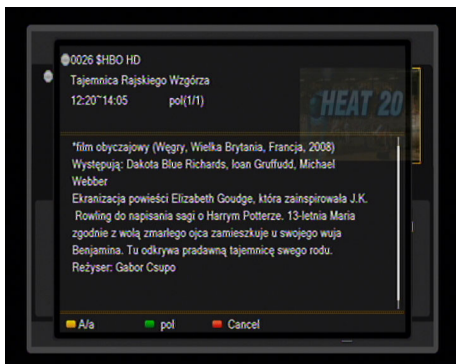 0026 $HBO HD
Tajemnica Rajskiego Wzgórza
12:20~14:05 pol(1/1)
HEAT 20
*film obyczajowy (Węgry, Wielka Brytania, Francja, 2008)
Występują: Dakota Blue Richards, Ioan Gruffudd, Michael
Webber
Ekranizacja powieści Elizabeth Goudge, która zainspirowała J.K.
Rowling do napisania sagi o Harrym Potterze. 13-letnia Maria
zgodnie z wolą zmarłego ojca zamieszkuje u swojego wuja
Benjamina. Tu odkrywa pradawną tajemnicę swego rodu.
Reżyser: Gabor Csupo
A/a pol Cancel